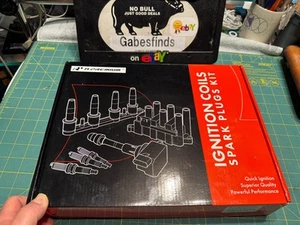 NO BULL
JUST GOOD DEALS
ebay
Gabesfinds
on ebay
IGNITION COILS
SPARK PLUGS KIT
Quick Ignition
Superior Quality
Powerful Performance